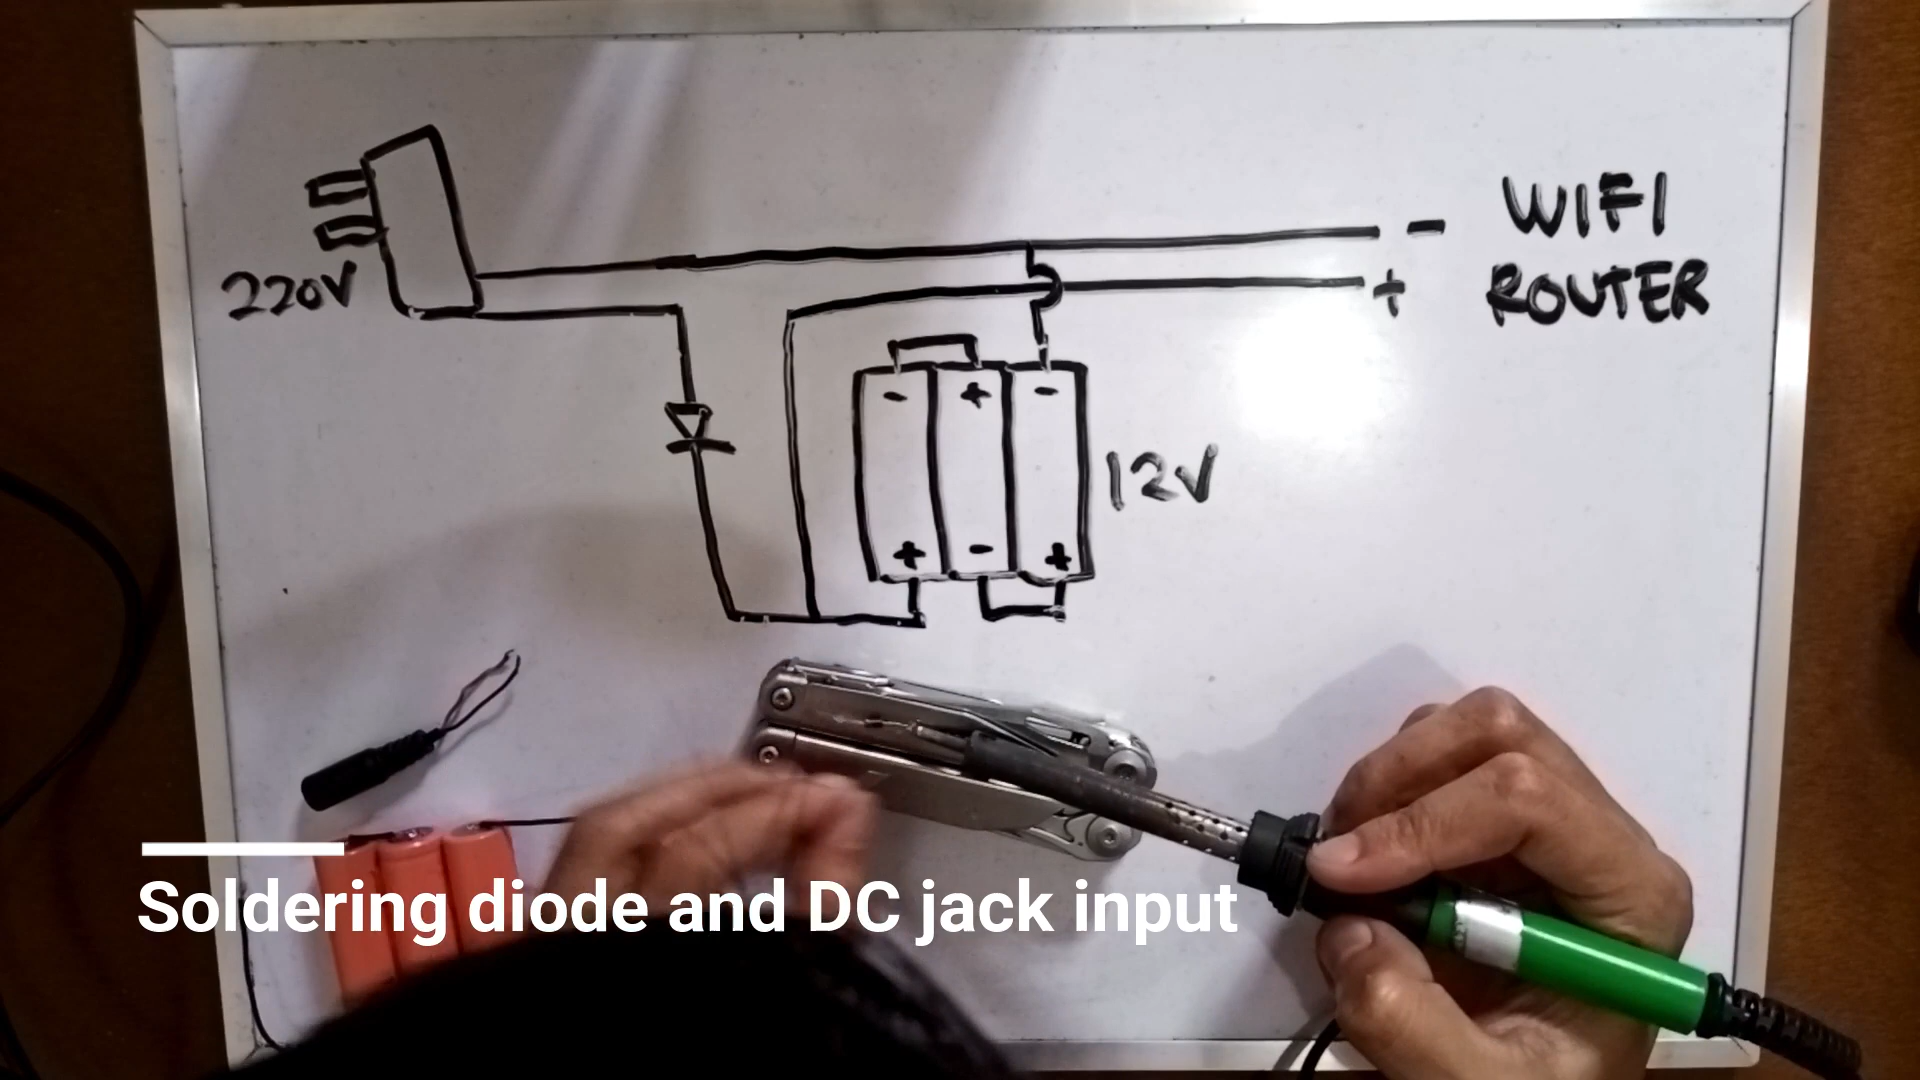 220V
- WIFI
+ ROUTER
- + -
+ - +
12V
Soldering diode and DC jack input